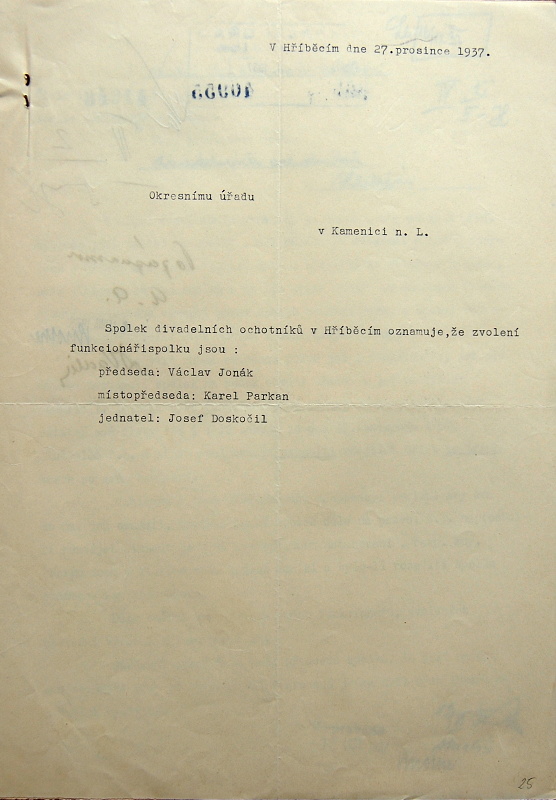 V Hříběcím dne 27.prosince 1937.
Okresnímu úřadu
v Kamenici n. L.
Spolek divadelních ochotníků v Hříběcím oznamuje,že zvolení
funkcionářispolku jsou :
předseda: Václav Jonák
místopředseda: Karel Parkan
jednatel: Josef Doskočil
25